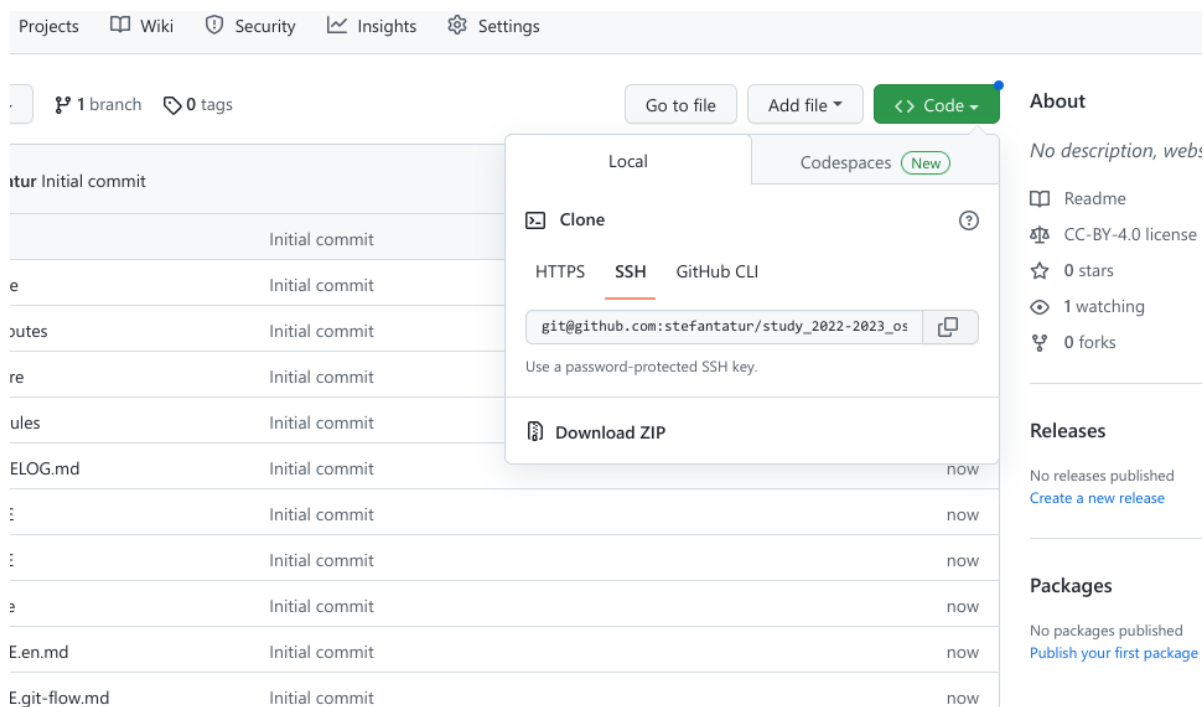 Projects Wiki Security Insights Settings
1 branch 0 tags Go to file Add file Code
About
No description,
Local Codespaces New
Initial commit
Clone
HTTPS SSH GitHub CLI
git@github.com:stefantatur/study_2022-2023_os
Use a password-protected SSH key.
Download ZIP
Readme
CC-BY-4.0 license
0 stars
1 watching
0 forks
Initial commit
Initial commit
Initial commit
Initial commit
Initial commit
ELOG.md Initial commit now
Initial commit now
Initial commit now
Initial commit now
E.en.md Initial commit now
E.git-flow.md Initial commit now
Releases
No releases published
Create a new release
Packages
No packages published
Publish your first package